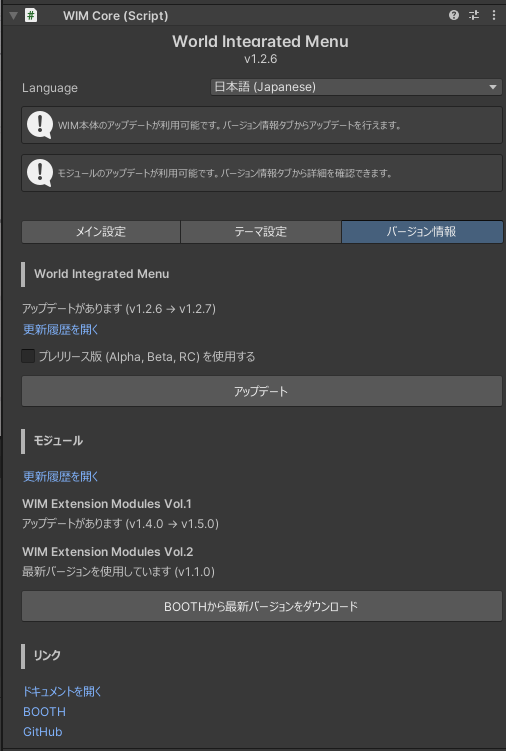 WIM Core (Script)
World Integrated Menu
v1.2.6
Language
日本語 (Japanese)
WIM本体のアップデートが利用可能です。バージョン情報タブからアップデートを行えます。
モジュールのアップデートが利用可能です。バージョン情報タブから詳細を確認できます。
メイン設定
テーマ設定
バージョン情報
World Integrated Menu
アップデートがあります (v1.2.6 → v1.2.7)
更新履歴を開く
プレリリース版 (Alpha, Beta, RC) を使用する
アップデート
モジュール
更新履歴を開く
WIM Extension Modules Vol.1
アップデートがあります (v1.4.0 → v1.5.0)
WIM Extension Modules Vol.2
最新バージョンを使用しています (v1.1.0)
BOOTHから最新バージョンをダウンロード
リンク
ドキュメントを開く
BOOTH
GitHub